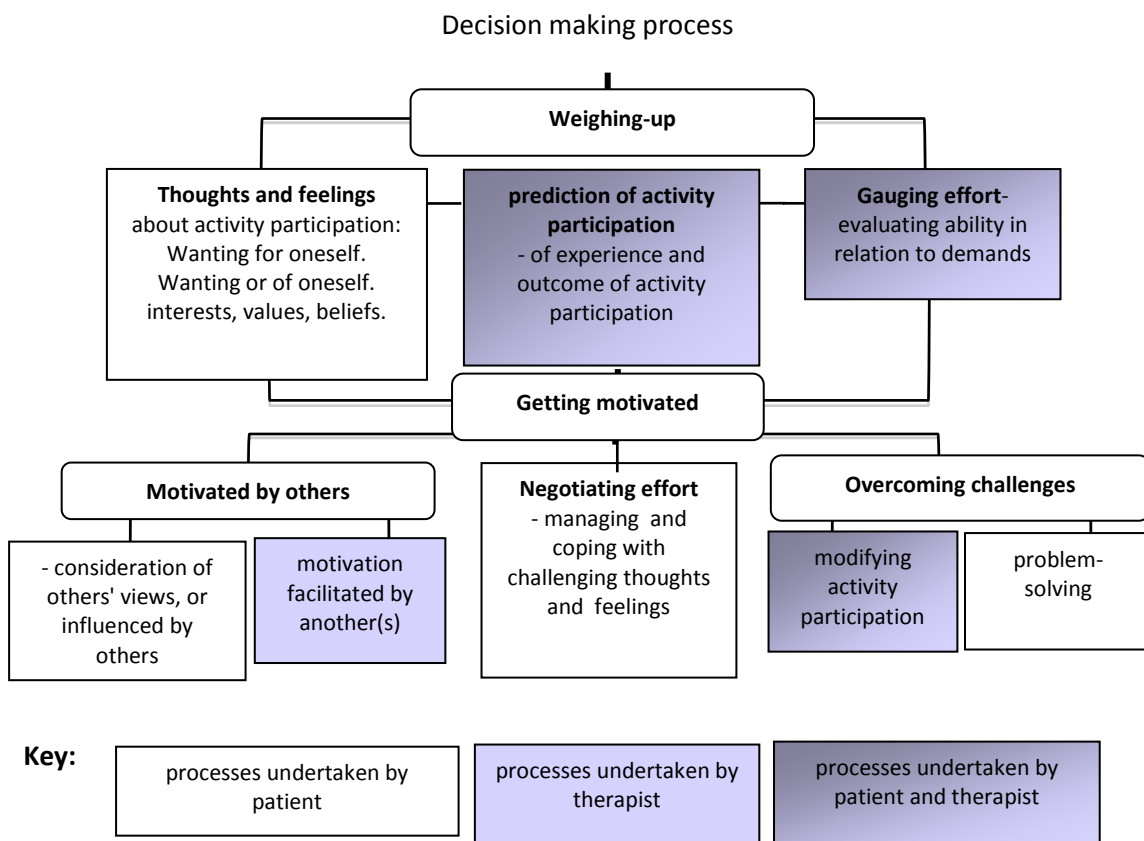 Decision making process
Weighing-up
Thoughts and feelings
about activity participation:
Wanting for oneself.
Wanting or of oneself.
interests, values, beliefs.
prediction of activity
participation
- of experience and
outcome of activity
participation
Gauging effort-
evaluating ability in
relation to demands
Getting motivated
Motivated by others
- consideration of
others' views, or
influenced by
others
motivation
facilitated by
another(s)
Negotiating effort
- managing and
coping with
challenging thoughts
and feelings
Overcoming challenges
modifying
activity
participation
problem-
solving
Key:
processes undertaken by
patient
processes undertaken by
therapist
processes undertaken by
patient and therapist